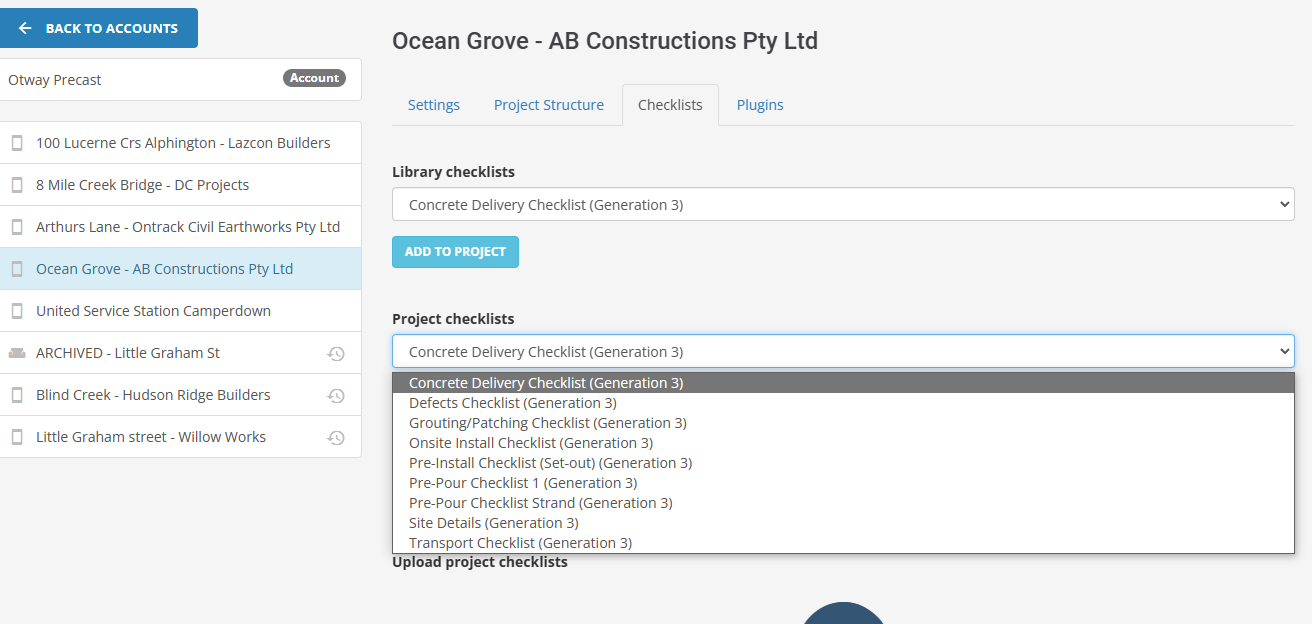 BACK TO ACCOUNTS
Otway Precast
Account
100 Lucerne Crs Alphington - Lazcon Builders
8 Mile Creek Bridge - DC Projects
Arthurs Lane - Ontrack Civil Earthworks Pty Ltd
Ocean Grove - AB Constructions Pty Ltd
United Service Station Camperdown
ARCHIVED - Little Graham St
Blind Creek - Hudson Ridge Builders
Little Graham street - Willow Works
Ocean Grove - AB Constructions Pty Ltd
Settings
Project Structure
Checklists
Plugins
Library checklists
Concrete Delivery Checklist (Generation 3)
ADD TO PROJECT
Project checklists
Concrete Delivery Checklist (Generation 3)
Concrete Delivery Checklist (Generation 3)
Defects Checklist (Generation 3)
Grouting/Patching Checklist (Generation 3)
Onsite Install Checklist (Generation 3)
Pre-Install Checklist (Set-out) (Generation 3)
Pre-Pour Checklist 1 (Generation 3)
Pre-Pour Checklist Strand (Generation 3)
Site Details (Generation 3)
Transport Checklist (Generation 3)
Upload project checklists